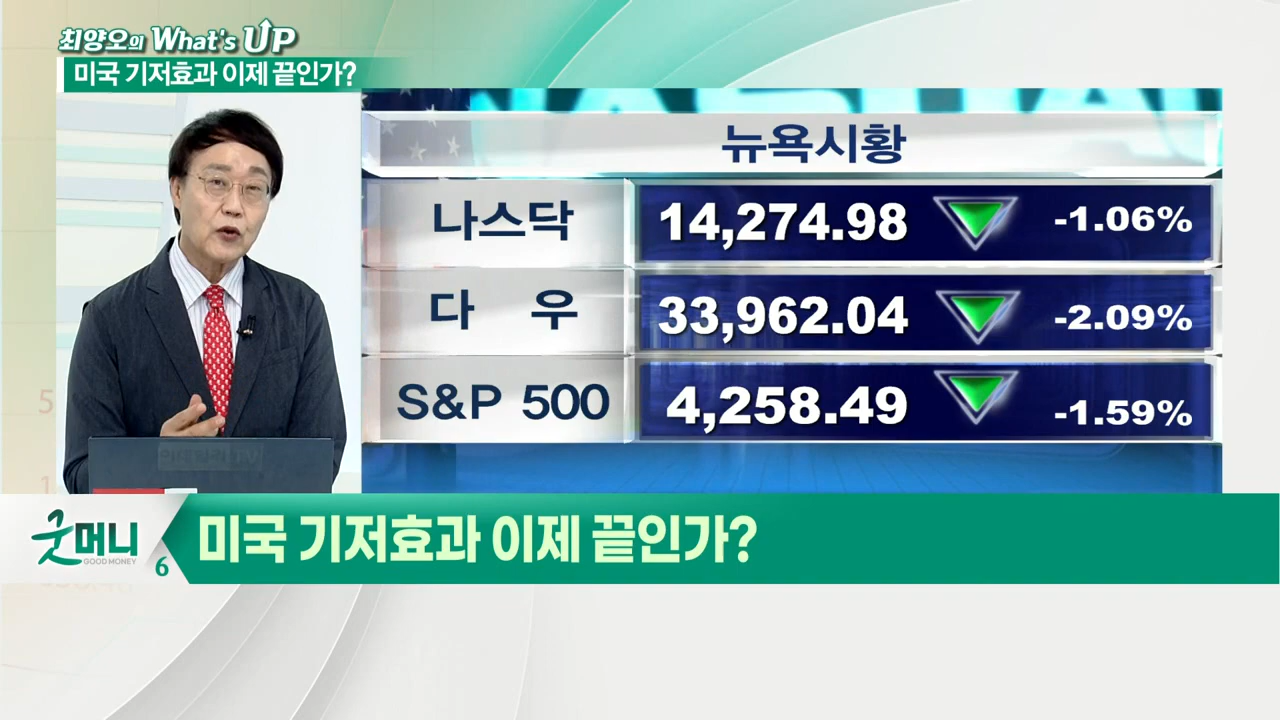 최양오의 What's UP
미국 기저효과 이제 끝인가?
뉴욕시황
나스닥 14,274.98 -1.06%
다 우 33,962.04 -2.09%
S&P 500 4,258.49 -1.59%
굿머니
GOOD MONEY
6
미국 기저효과 이제 끝인가?